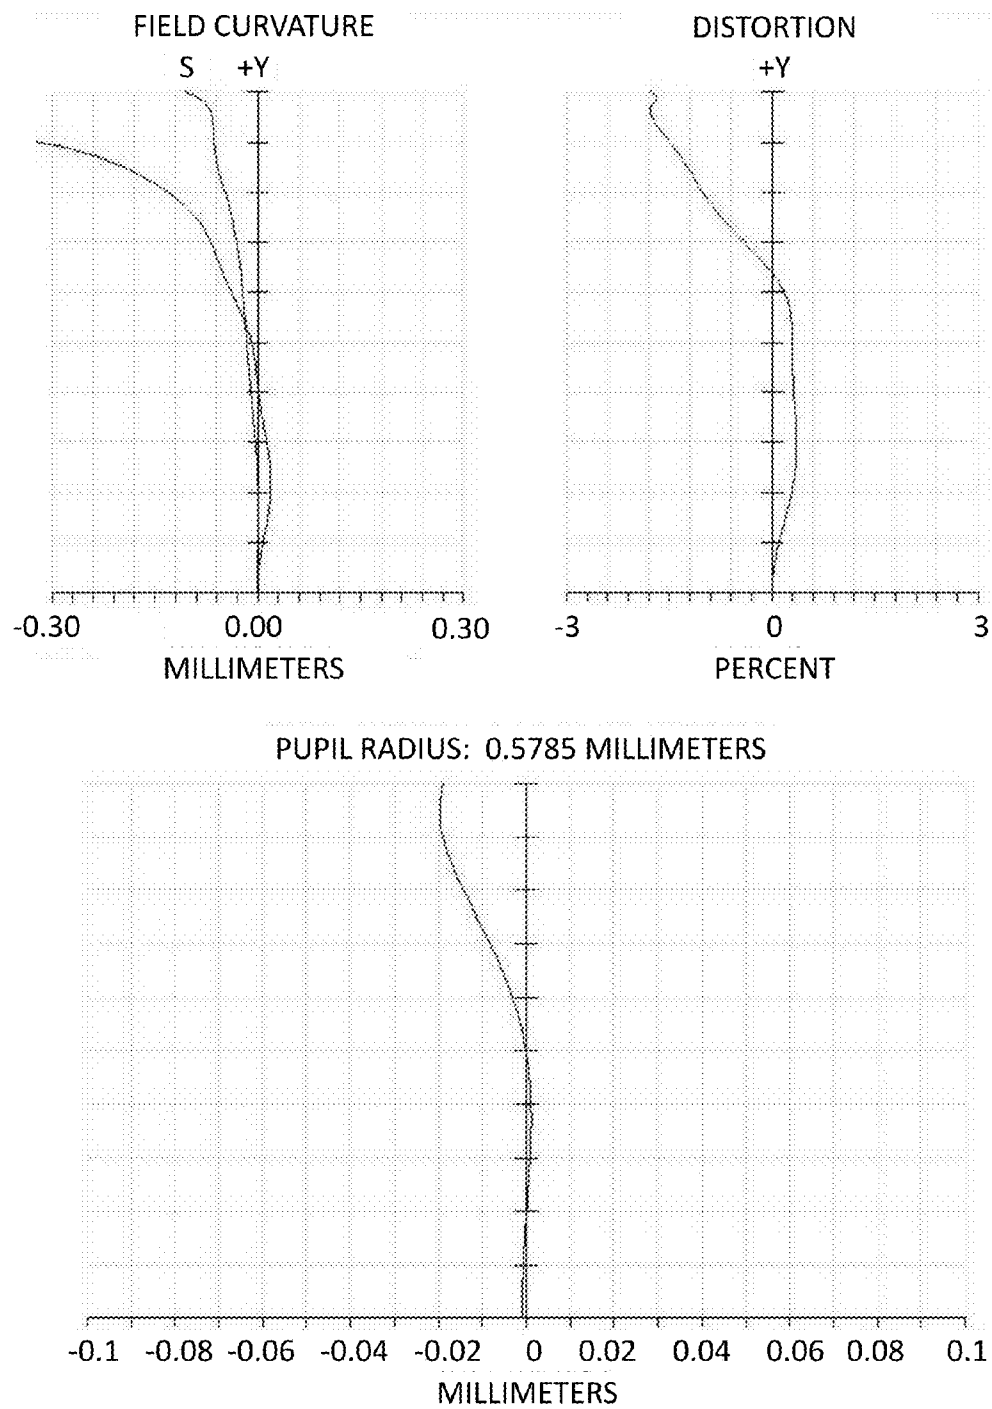 FIELD CURVATURE
S +Y
-0.30 0.00 0.30
MILLIMETERS
DISTORTION
+Y
-3 0 3
PERCENT
PUPIL RADIUS: 0.5785 MILLIMETERS
-0.1 -0.08 -0.06 -0.04 -0.02 0 0.02 0.04 0.06 0.08 0.1
MILLIMETERS